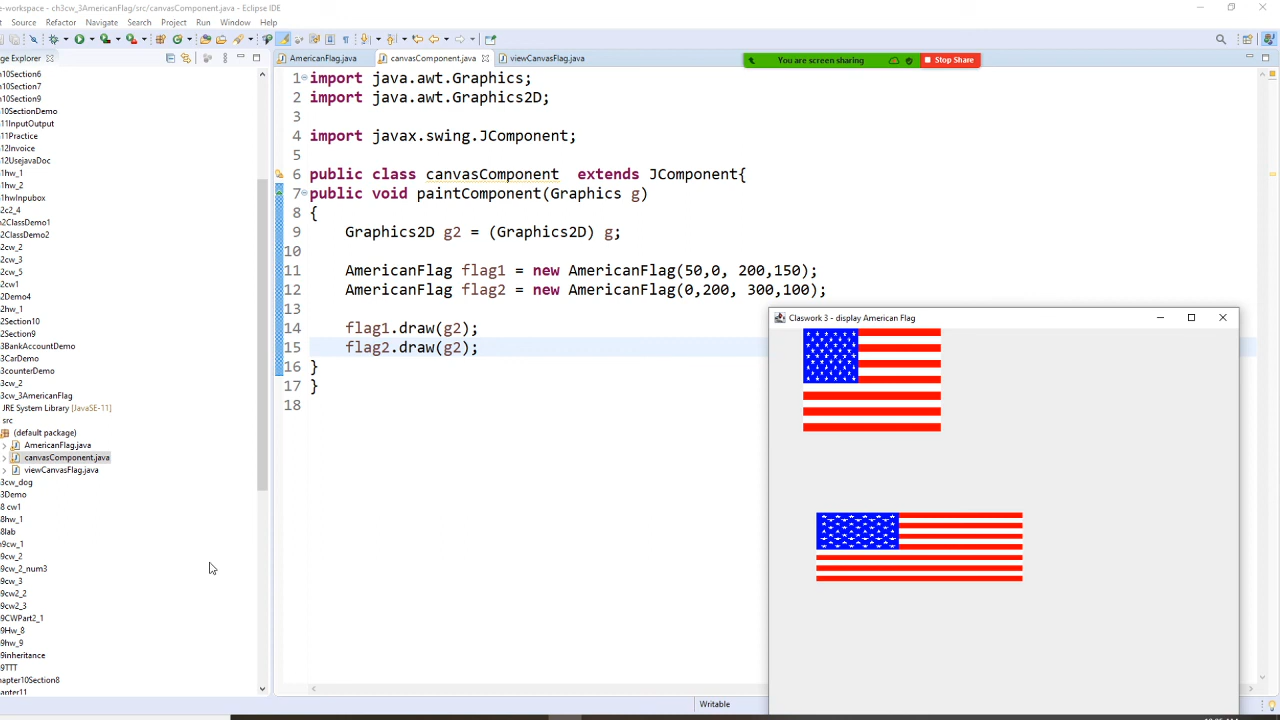 e-workspace - ch3cw_3AmericanFlag/src/canvasComponent.java - Eclipse IDE
Source Refactor Navigate Search Project Run Window Help
ge Explorer
AmericanFlag.java canvasComponent.java viewCanvasFlag.java
You are screen sharing Stop Share
10Section6
10Section7
10Section9
10SectionDemo
11InputOutput
11Practice
12Invoice
12UsejavaDoc
1hw_1
1hw_2
1hwInpubox
2c2_4
n2ClassDemo1
2ClassDemo2
2cw_2
2cw_3
2cw_5
2cw1
2Demo4
2hw_1
2Section10
2Section9
3BankAccountDemo
3CarDemo
3counterDemo
3cw_2
3cw_3AmericanFlag
JRE System Library [JavaSE-11]
src
(default package)
AmericanFlag.java
canvasComponent.java
viewCanvasFlag.java
3cw_dog
3Demo
8 cw1
8hw_1
8lab
n9cw_1
9cw_2
9cw_2_num3
9cw_3
9cw2_2
9cw2_3
9CWPart2_1
9Hw_8
9hw_9
9inheritance
9TTT
hapter10Section8
apter11
1 import java.awt.Graphics;
2 import java.awt.Graphics2D;
3
4 import javax.swing.JComponent;
5
6 public class canvasComponent extends JComponent{
7 public void paintComponent(Graphics g)
8 {
9 Graphics2D g2 = (Graphics2D) g;
10
11 AmericanFlag flag1 = new AmericanFlag(50,0, 200,150);
12 AmericanFlag flag2 = new AmericanFlag(0,200, 300,100);
13
14 flag1.draw(g2);
15 flag2.draw(g2);
16 }
17 }
18
Claswork 3 - display American Flag
Writable